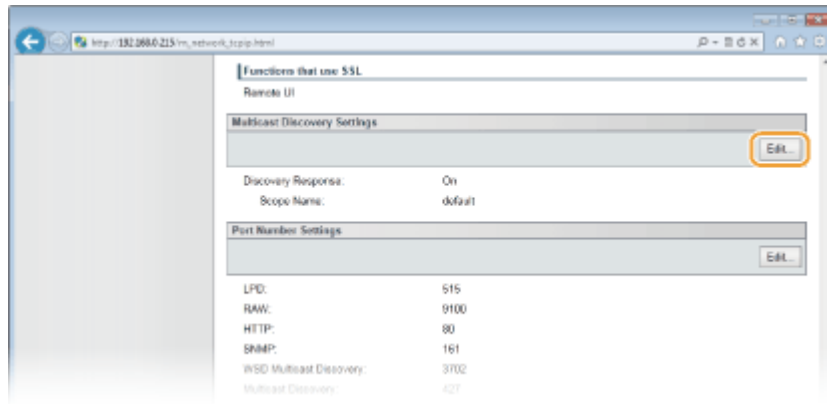 http://192.168.0.215/m_network_tcpip.html
Functions that use SSL
Remote UI
Multicast Discovery Settings
Edit...
Discovery Response: On
Scope Name: default
Port Number Settings
Edit...
LPD: 515
RAW: 9100
HTTP: 80
SNMP: 161
WSD Multicast Discovery: 3702
Multicast Discovery: 427